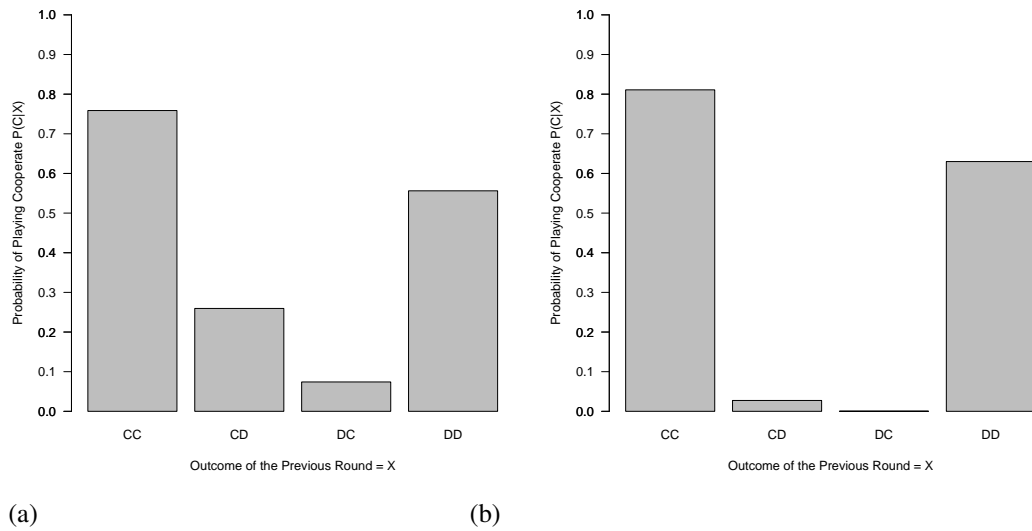 Probability of Playing Cooperate P(C|X)
1.0
0.9
0.8
0.7
0.6
0.5
0.4
0.3
0.2
0.1
0.0
CC CD DC DD
Outcome of the Previous Round = X
(a)
Probability of Playing Cooperate P(C|X)
1.0
0.9
0.8
0.7
0.6
0.5
0.4
0.3
0.2
0.1
0.0
CC CD DC DD
Outcome of the Previous Round = X
(b)